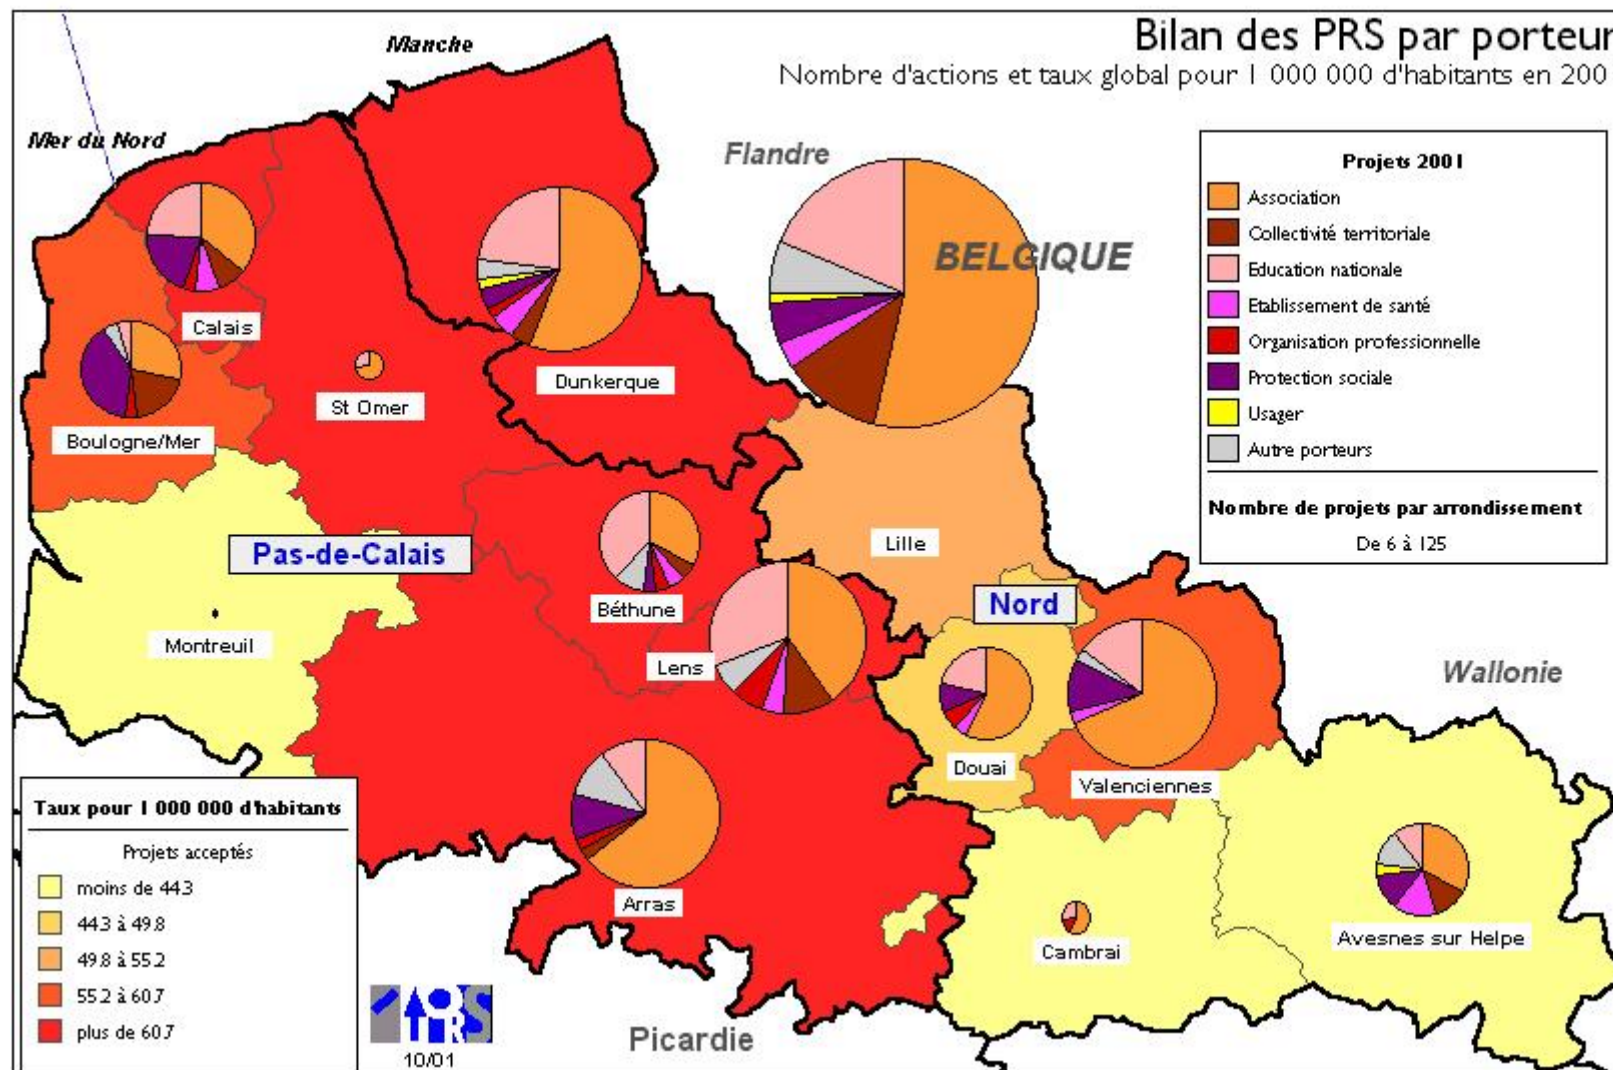 Bilan des PRS par porteur
Nombre d'actions et taux global pour 1 000 000 d'habitants en 200
Manche
Mer du Nord
Flandre
BELGIQUE
Projets 2001
Association
Collectivité territoriale
Education nationale
Etablissement de santé
Organisation professionnelle
Protection sociale
Usager
Autre porteurs
Nombre de projets par arrondissement
De 6 à 125
Calais
Dunkerque
St Omer
Boulogne/Mer
Lille
Pas-de-Calais
Béthune
Nord
Montreuil
Lens
Wallonie
Douai
Valenciennes
Arras
Cambrai
Avesnes sur Helpe
Taux pour 1 000 000 d'habitants
Projets acceptés
moins de 44.3
44.3 à 49.8
49.8 à 55.2
55.2 à 60.7
plus de 60.7
10/01
Picardie